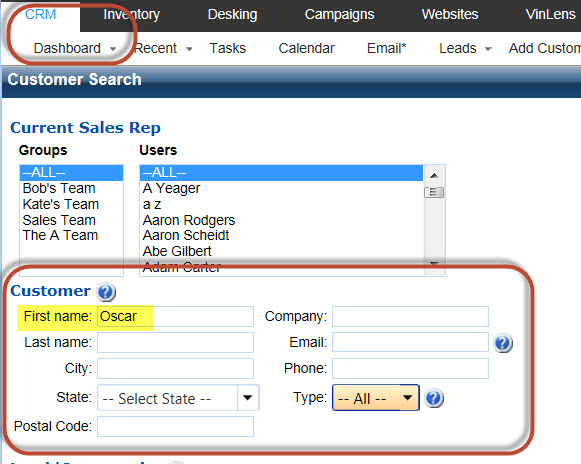 CRM Inventory Desking Campaigns Websites VinLens
Dashboard Recent Tasks Calendar Email* Leads Add Custom
Customer Search
Current Sales Rep
Groups Users
--ALL-- --ALL--
Bob's Team A Yeager
Kate's Team a z
Sales Team Aaron Rodgers
The A Team Aaron Scheidt
Abe Gilbert
Adam Carter
Customer ?
First name: Oscar Company:
Last name: Email: ?
City: Phone:
State: -- Select State -- Type: -- All -- ?
Postal Code: